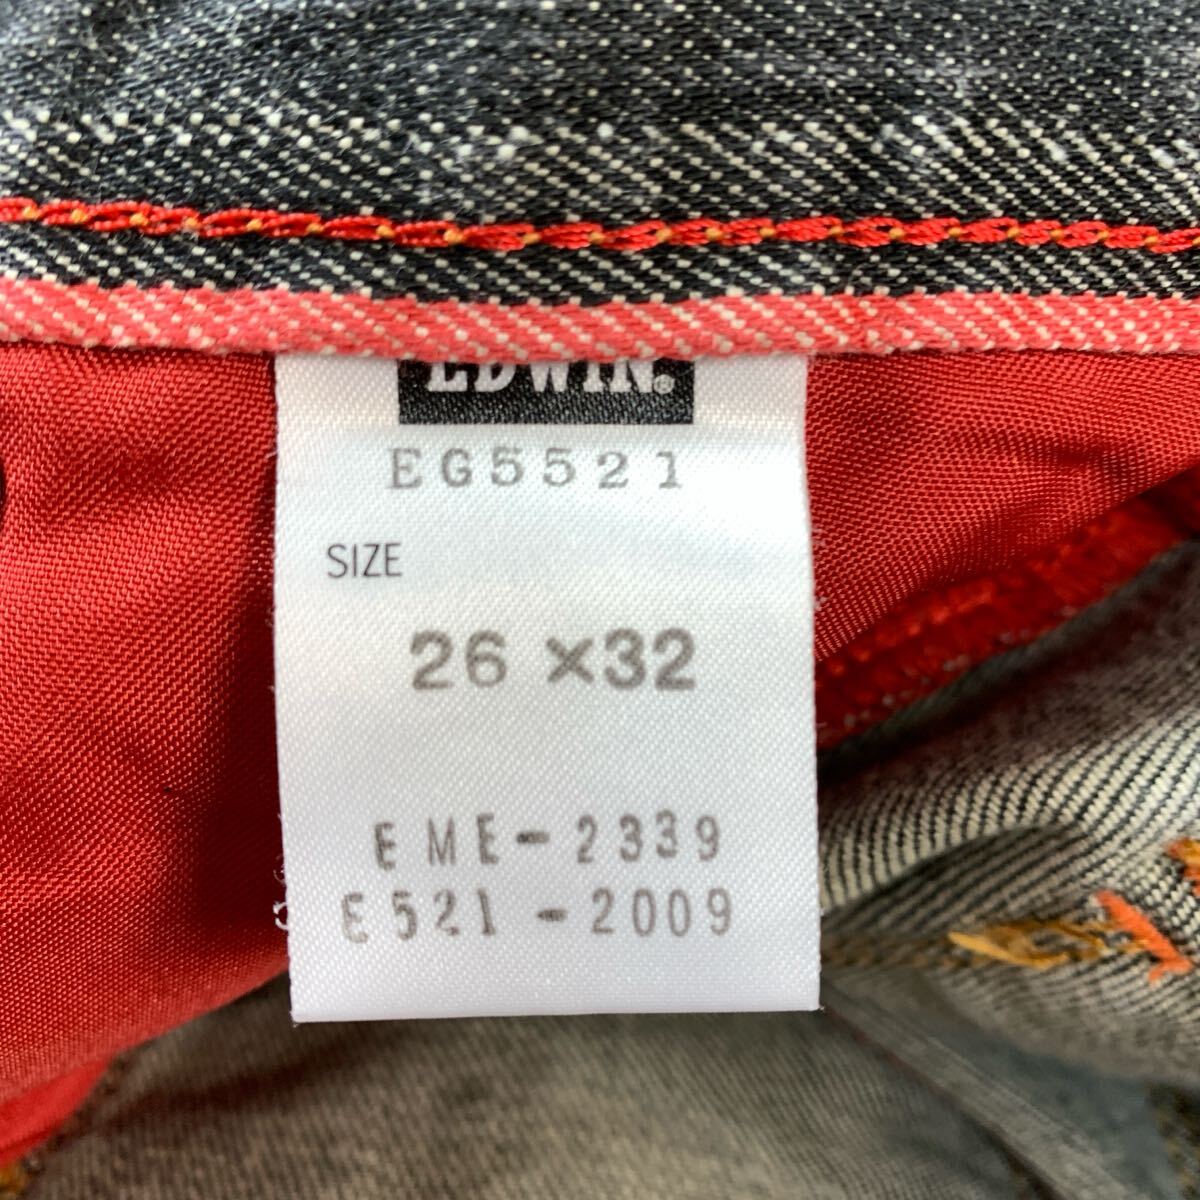 EDWIN®
EG5521
SIZE
26 ×32
EME-2339
E521-2009